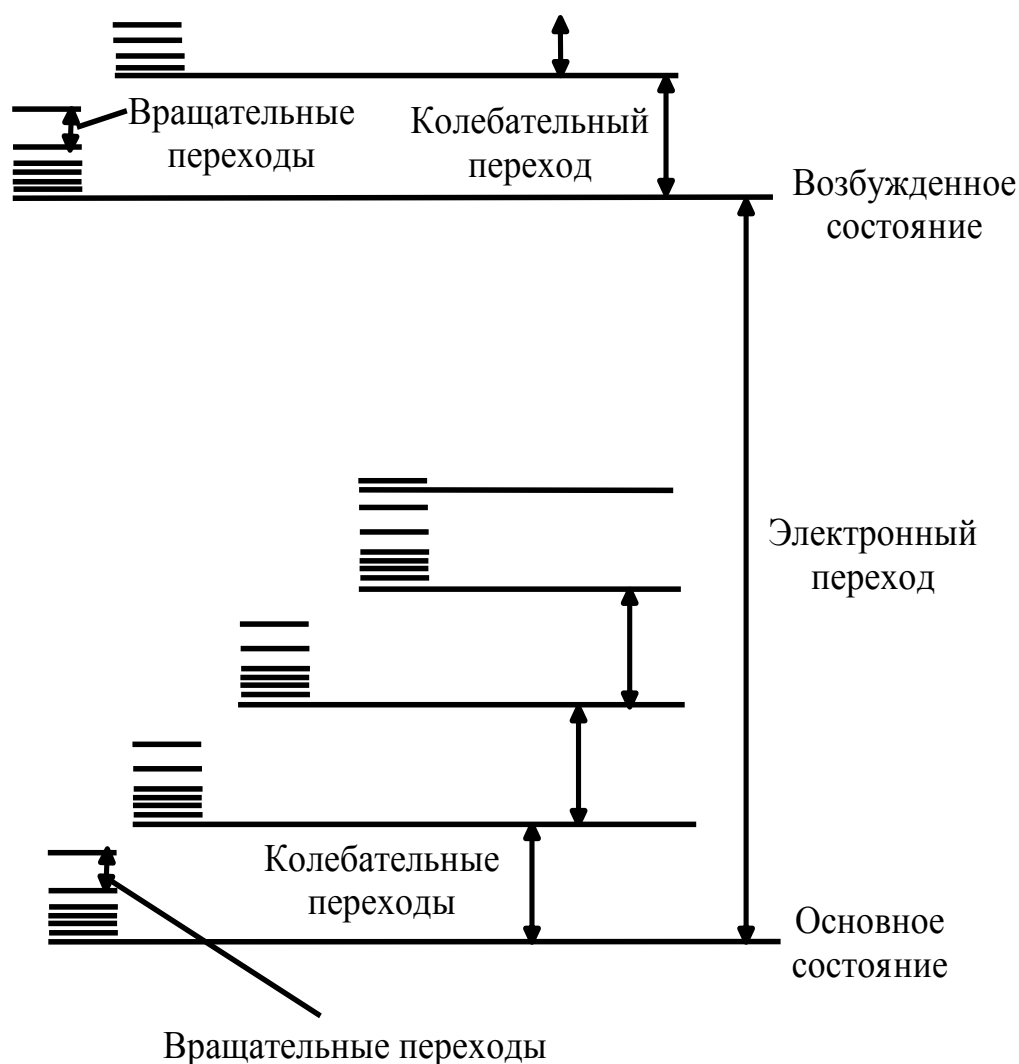 Вращательные
переходы
Колебательный
переход
Возбужденное
состояние
Электронный
переход
Колебательные
переходы
Основное
состояние
Вращательные переходы